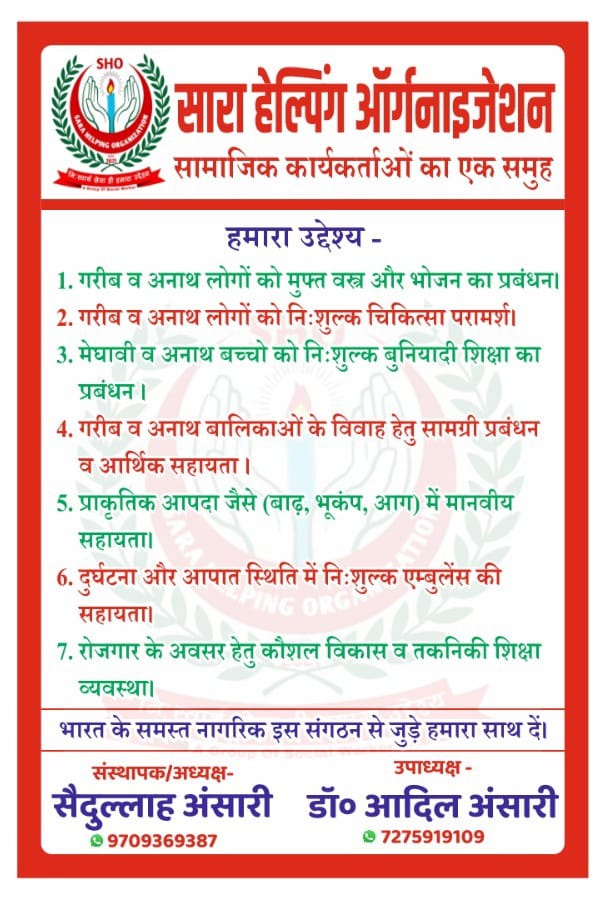 SHO
SARA HELPING ORGANIZATION
2021
नि:स्वार्थ सेवा ही हमारा उद्देश्य
A Group Of Social Worker
सारा हेल्पिंग ऑर्गनाइजेशन
सामाजिक कार्यकर्ताओं का एक समुह
हमारा उद्देश्य -
1. गरीब व अनाथ लोगों को मुफ्त वस्त्र और भोजन का प्रबंधन।
2. गरीब व अनाथ लोगों को नि:शुल्क चिकित्सा परामर्श।
3. मेघावी व अनाथ बच्चो को नि:शुल्क बुनियादी शिक्षा का
प्रबंधन ।
4. गरीब व अनाथ बालिकाओं के विवाह हेतु सामग्री प्रबंधन
व आर्थिक सहायता ।
5. प्राकृतिक आपदा जैसे (बाढ़, भूकंप, आग) में मानवीय
सहायता।
6. दुर्घटना और आपात स्थिति में नि:शुल्क एम्बुलेंस की
सहायता।
7. रोजगार के अवसर हेतु कौशल विकास व तकनिकी शिक्षा
व्यवस्था।
भारत के समस्त नागरिक इस संगठन से जुड़े हमारा साथ दें।
संस्थापक/अध्यक्ष-
सैदुल्लाह अंसारी
9709369387
उपाध्यक्ष -
डॉ० आदिल अंसारी
7275919109